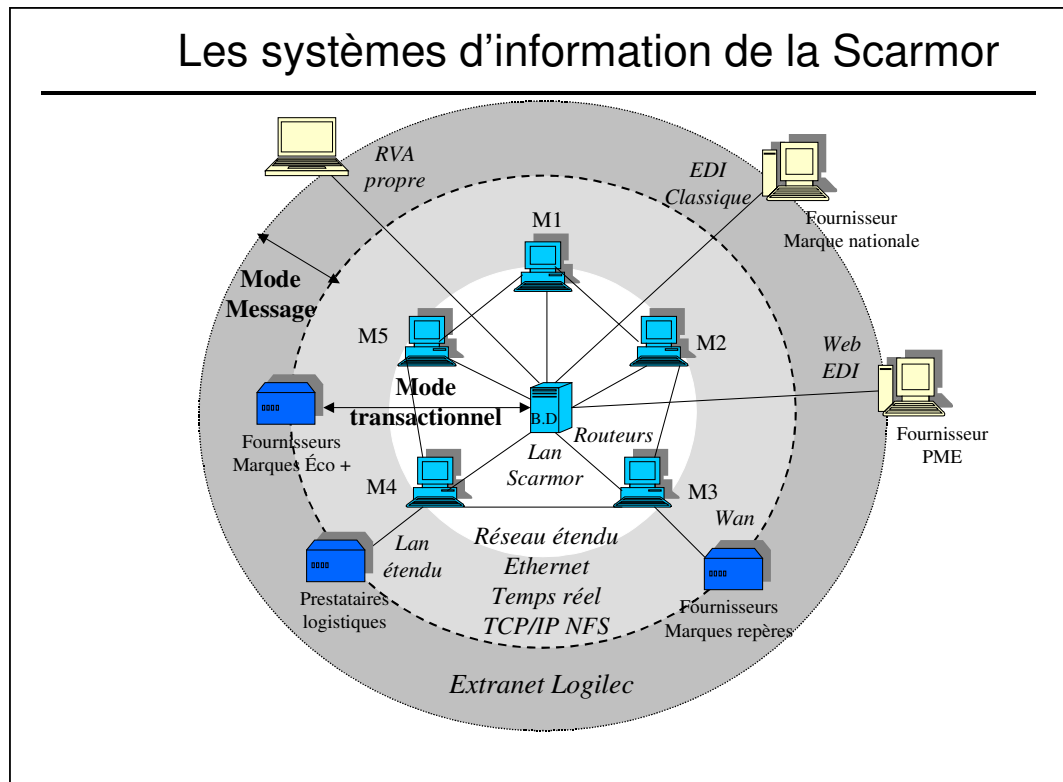 Les systèmes d'information de la Scarmor
RVA
propre
EDI
Classique
Fournisseur
Marque nationale
M1
Mode
Message
M5
M2
Web
EDI
Mode
transactionnel
B.D
Routeurs
Lan
Scarmor
Fournisseurs
Marques Éco +
Fournisseur
PME
M4
M3
Wan
Lan
étendu
Réseau étendu
Ethernet
Temps réel
TCP/IP NFS
Prestataires
logistiques
Fournisseurs
Marques repères
Extranet Logilec